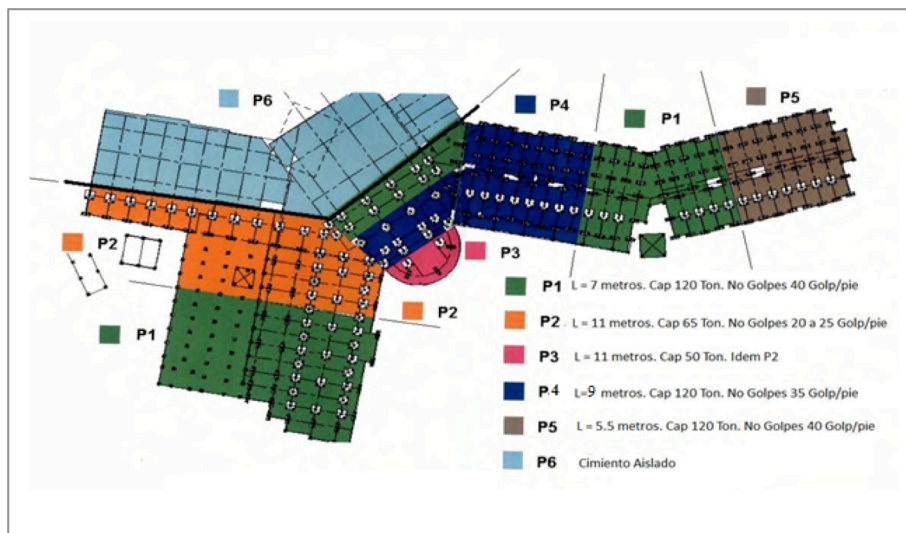 P6
P4
P1
P5
P2
P3
P1
P2
P1 L = 7 metros. Cap 120 Ton. No Golpes 40 Golp/pie
P2 L = 11 metros. Cap 65 Ton. No Golpes 20 a 25 Golp/pie
P3 L = 11 metros. Cap 50 Ton. Idem P2
P.4 L=9 metros. Cap 120 Ton. No Golpes 35 Golp/pie
P5 L = 5.5 metros. Cap 120 Ton. No Golpes 40 Golp/pie
P6 Cimiento Aislado